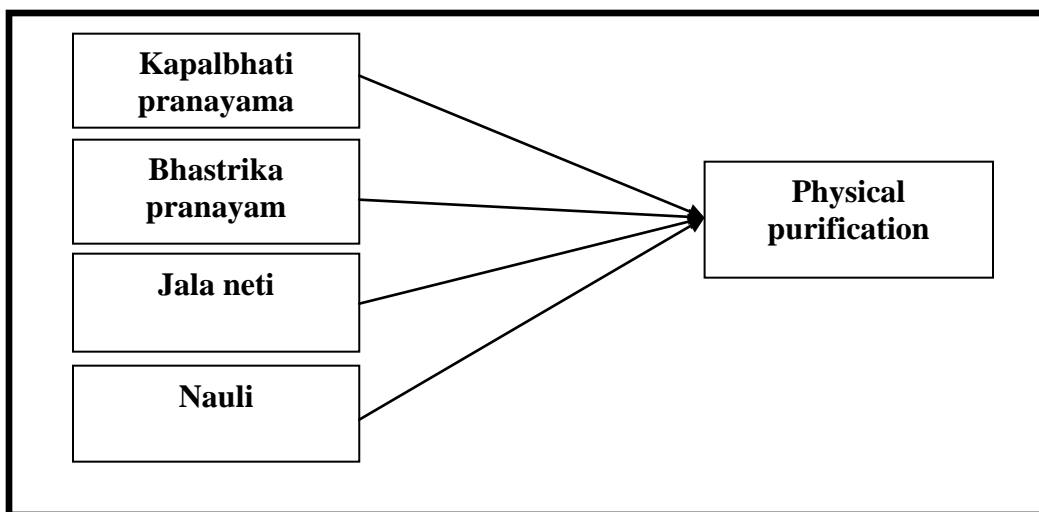 Kapalbhati
pranayama
Bhastrika
pranayam
Jala neti
Nauli
Physical
purification